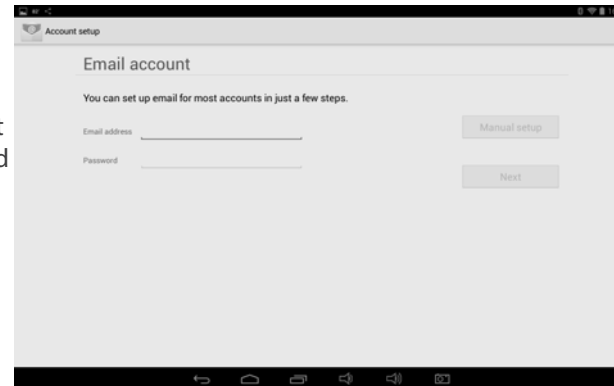 Account setup
Email account
You can set up email for most accounts in just a few steps.
Email address
Manual setup
Password
Next